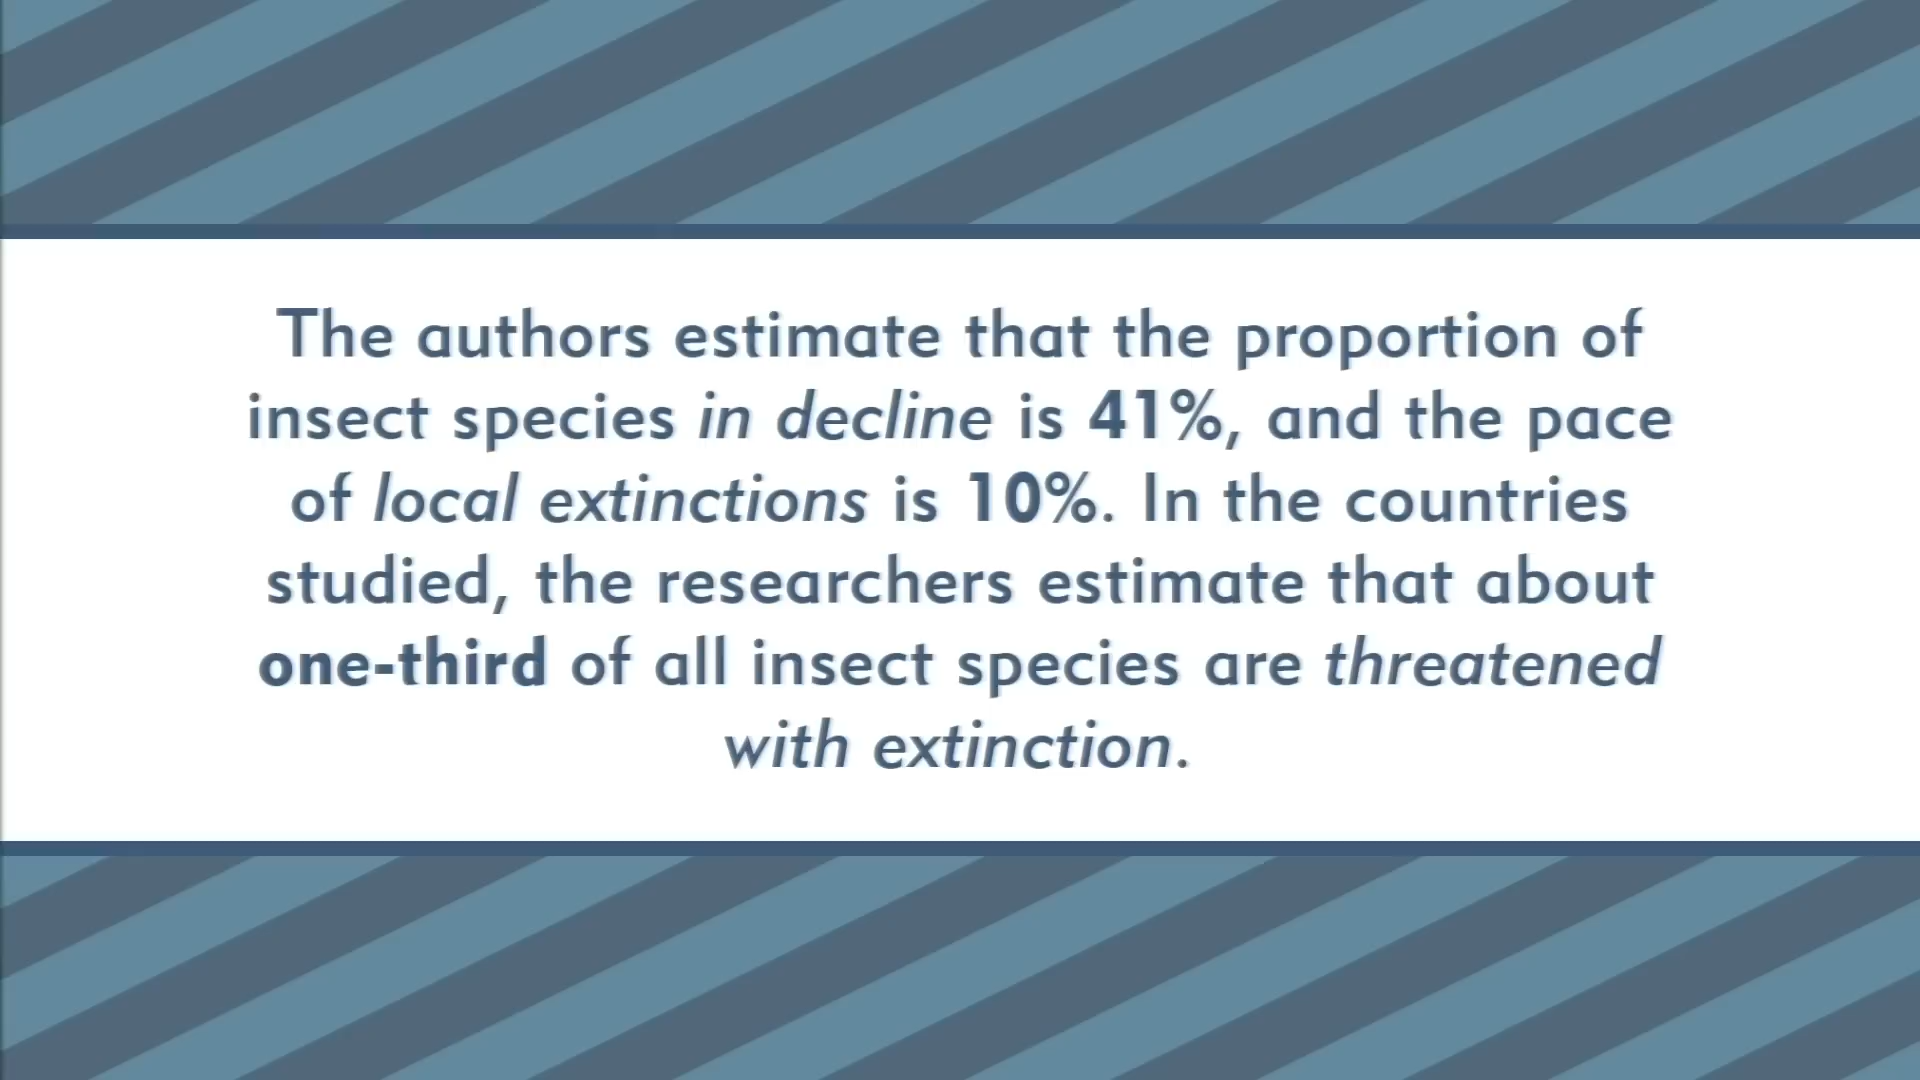 The authors estimate that the proportion of
insect species in decline is 41%, and the pace
of local extinctions is 10%. In the countries
studied, the researchers estimate that about
one-third of all insect species are threatened
with extinction.